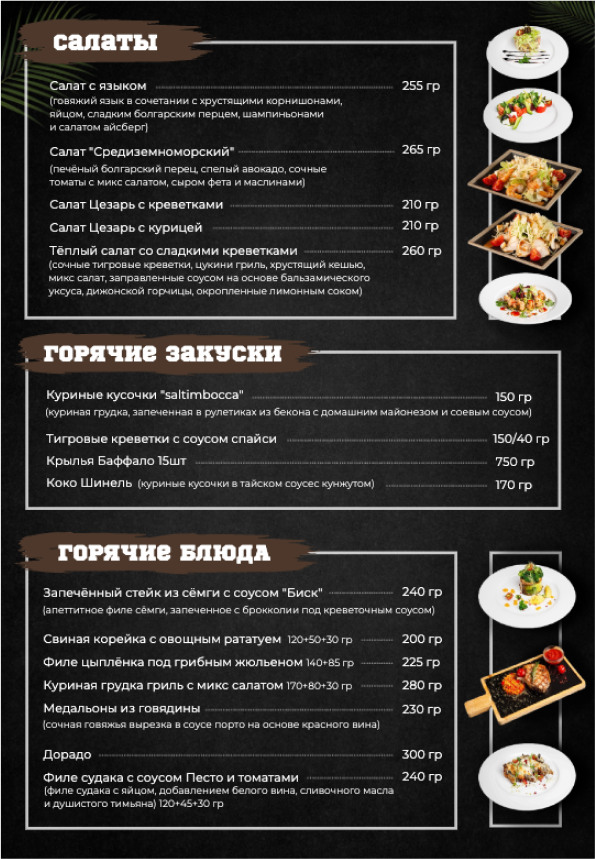 САЛАТЫ
Салат с языком 255 гр
(говяжий язык в сочетании с хрустящими корнишонами,
яйцом, сладким болгарским перцем, шампиньонами
и салатом айсберг)
Салат "Средиземноморский" 265 гр
(печёный болгарский перец, спелый авокадо, сочные
томаты с микс салатом, сыром фета и маслинами)
Салат Цезарь с креветками 210 гр
Салат Цезарь с курицей 210 гр
Тёплый салат со сладкими креветками 260 гр
(сочные тигровые креветки, цукини гриль, хрустящий кешью,
микс салат, заправленные соусом на основе бальзамического
уксуса, дижонской горчицы, окропленные лимонным соком)
ГОРЯЧИЕ ЗАКУСКИ
Куриные кусочки "saltimbocca" 150 гр
(куриная грудка, запеченная в рулетиках из бекона с домашним майонезом и соевым соусом)
Тигровые креветки с соусом спайси 150/40 гр
Крылья Баффало 15шт 750 гр
Коко Шинель (куриные кусочки в тайском соусес кунжутом) 170 гр
ГОРЯЧИЕ БЛЮДА
Запечённый стейк из сёмги с соусом "Биск" 240 гр
(апеттитное филе сёмги, запеченное с брокколии под креветочным соусом)
Свиная корейка с овощным рататуем 120+50+30 гр 200 гр
Филе цыплёнка под грибным жюльеном 140+85 гр 225 гр
Куриная грудка гриль с микс салатом 170+80+30 гр 280 гр
Медальоны из говядины 230 гр
(сочная говяжья вырезка в соусе порто на основе красного вина)
Дорадо 300 гр
Филе судака с соусом Песто и томатами 240 гр
(филе судака с яйцом, добавлением белого вина, сливочного масла
и душистого тимьяна) 120+45+30 гр